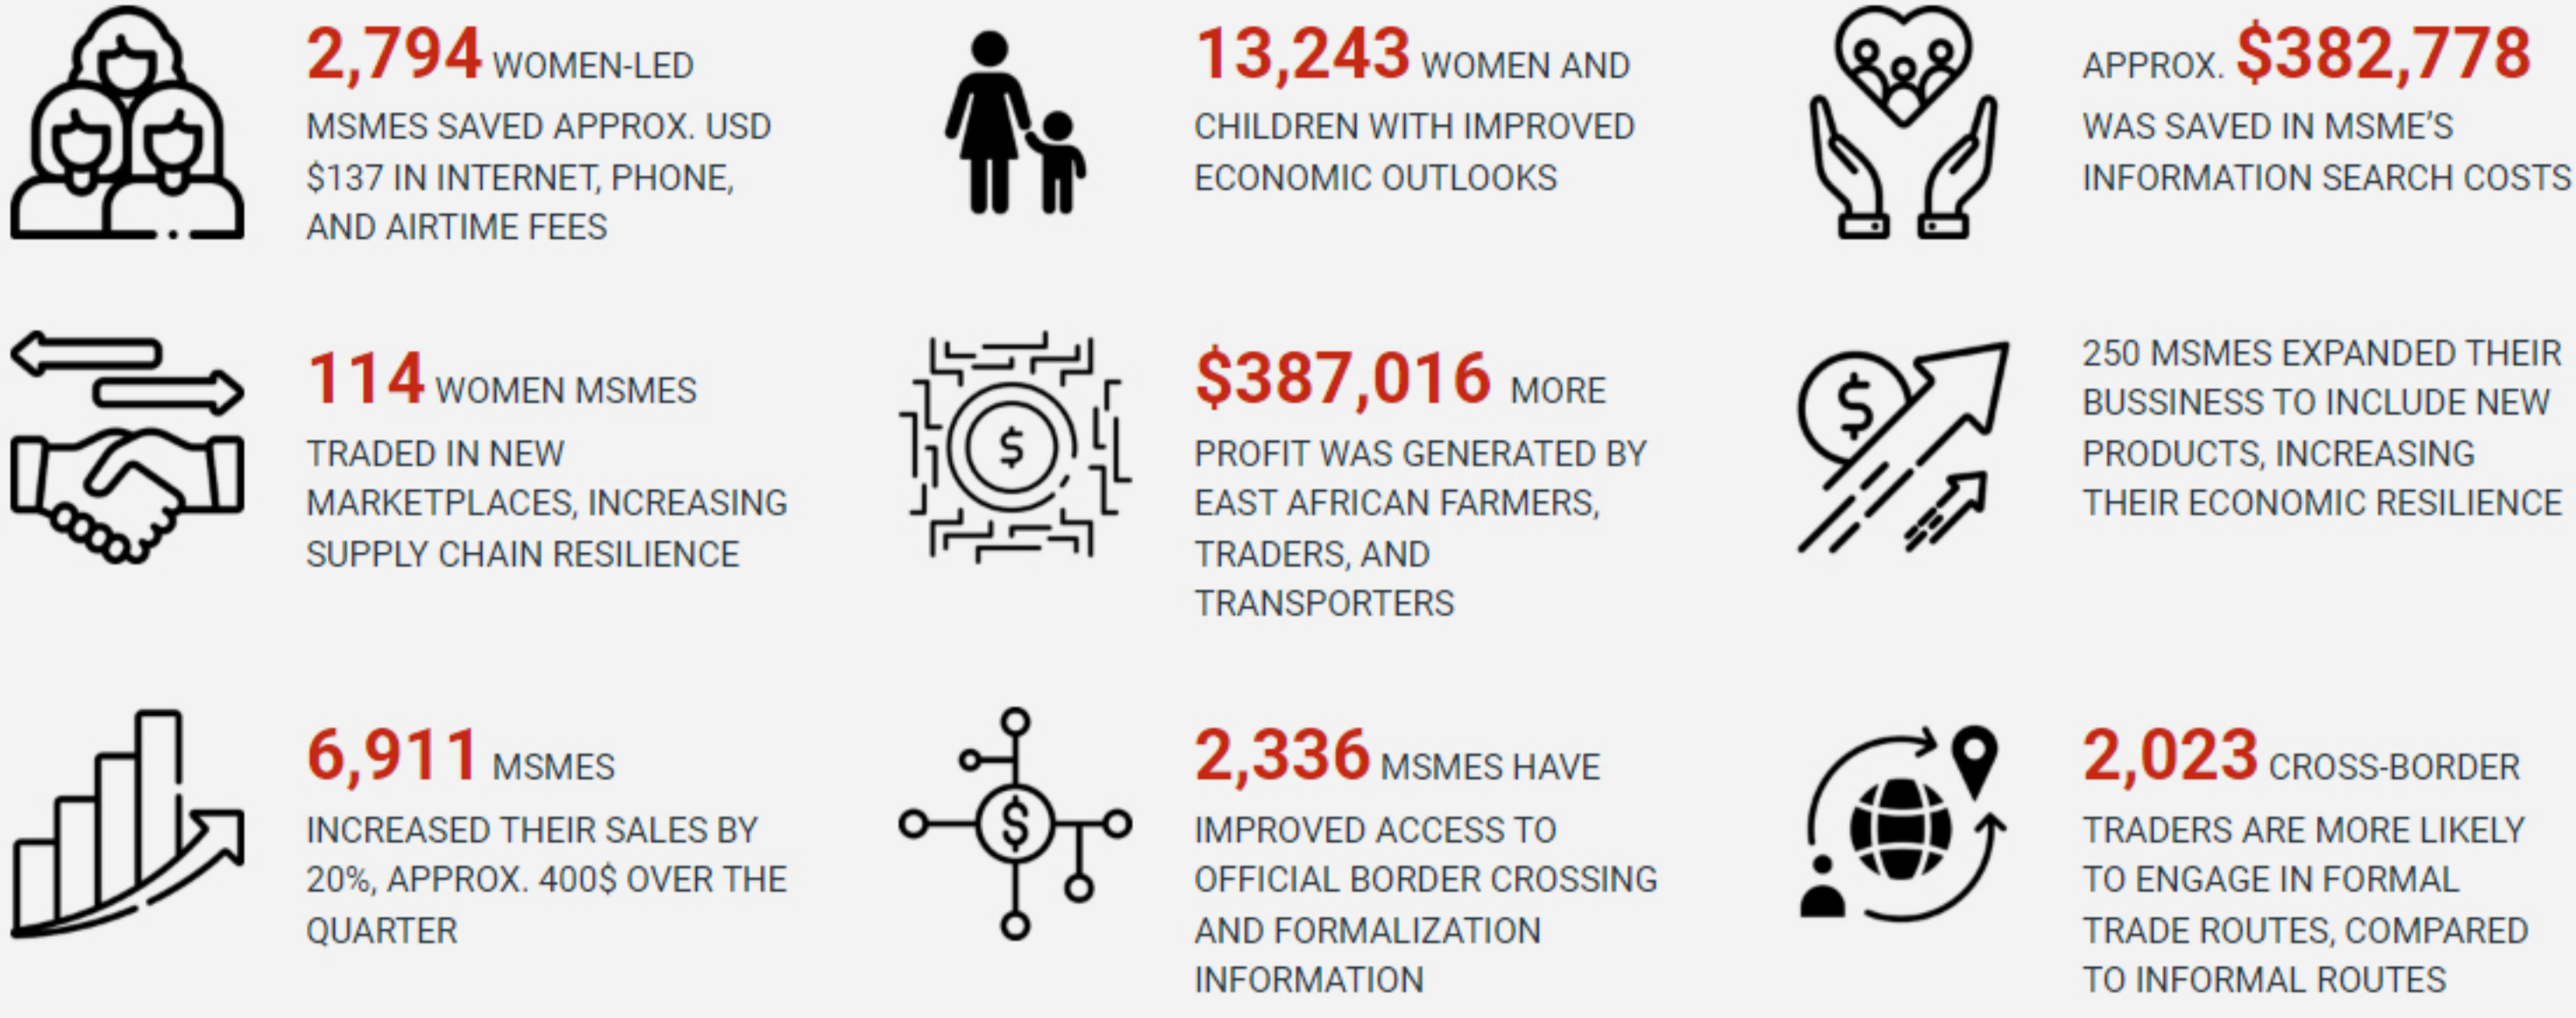 2,794 WOMEN-LED
MSMES SAVED APPROX. USD
$137 IN INTERNET, PHONE,
AND AIRTIME FEES
13,243 WOMEN AND
CHILDREN WITH IMPROVED
ECONOMIC OUTLOOKS
APPROX. $382,778
WAS SAVED IN MSME'S
INFORMATION SEARCH COSTS
114 WOMEN MSMES
TRADED IN NEW
MARKETPLACES, INCREASING
SUPPLY CHAIN RESILIENCE
$387,016 MORE
PROFIT WAS GENERATED BY
EAST AFRICAN FARMERS,
TRADERS, AND
TRANSPORTERS
250 MSMES EXPANDED THEIR
BUSSINESS TO INCLUDE NEW
PRODUCTS, INCREASING
THEIR ECONOMIC RESILIENCE
6,911 MSMES
INCREASED THEIR SALES BY
20%, APPROX. 400$ OVER THE
QUARTER
2,336 MSMES HAVE
IMPROVED ACCESS TO
OFFICIAL BORDER CROSSING
AND FORMALIZATION
INFORMATION
2,023 CROSS-BORDER
TRADERS ARE MORE LIKELY
TO ENGAGE IN FORMAL
TRADE ROUTES, COMPARED
TO INFORMAL ROUTES